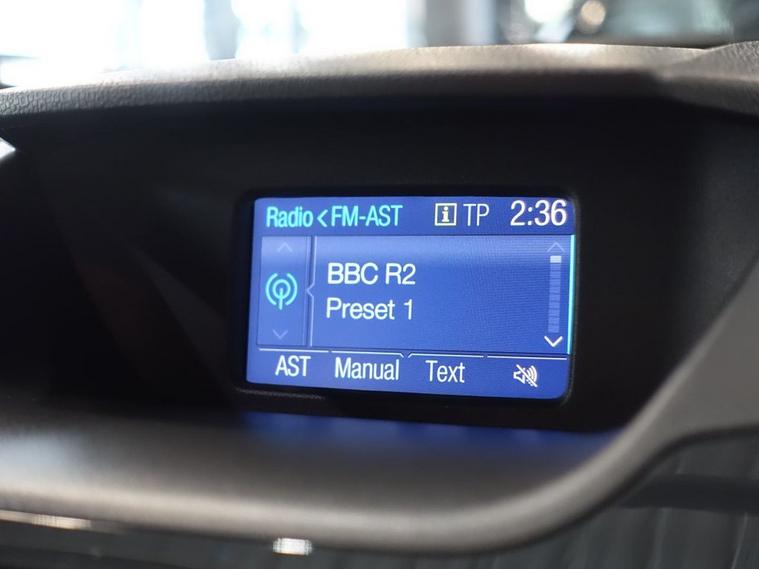 Radio < FM-AST i TP 2:36
BBC R2
Preset 1
AST Manual Text